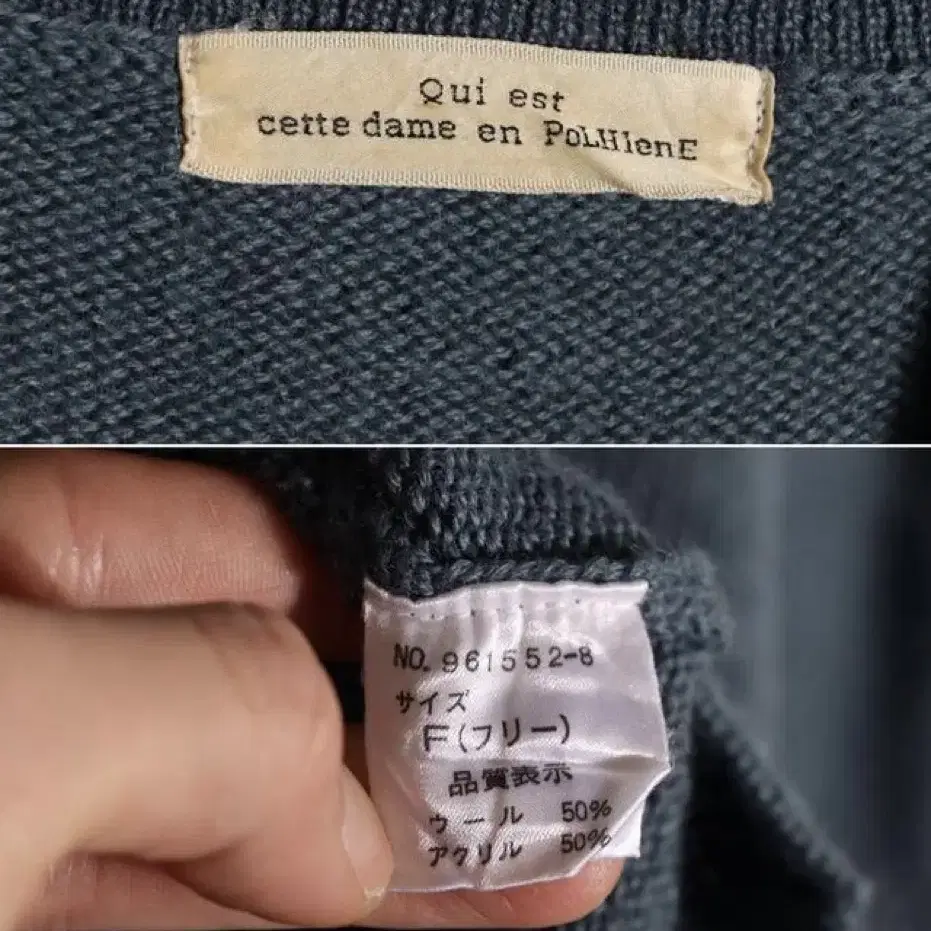 Qui est
cette dame en PoLHienE
NO. 961552-8
サイズ
F(フリー)
品質表示
ウール 50%
アクリル 50%